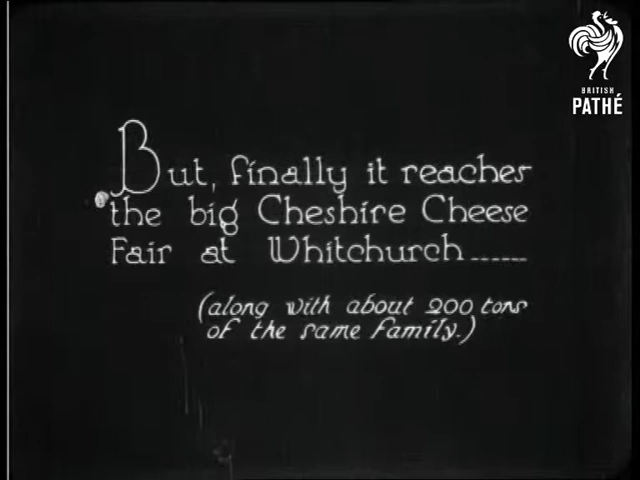 BRITISH
PATHÉ
But, finally it reaches
the big Cheshire Cheese
Fair at Whitchurch......
(along with about 200 tons
of the same family.)